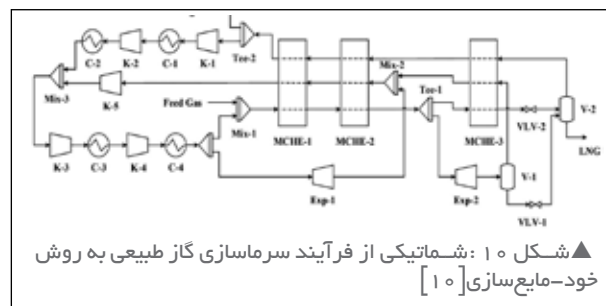 C-2 K-2 C-1 K-1 Tee-2
Mix-2
Mix-3
K-5
Tee-1
Feed Gas
Mix-1
MCHE-1 MCHE-2 MCHE-3
VLV-2
V-2
LNG
K-3 C-3 K-4 C-4
Exp-1
Exp-2
V-1
VLV-1
▲شــکل ۱۰ :شــماتیکی از فرآیند سرماسازی گاز طبیعی به روش
خود-مایع‌سازی[۱۰]